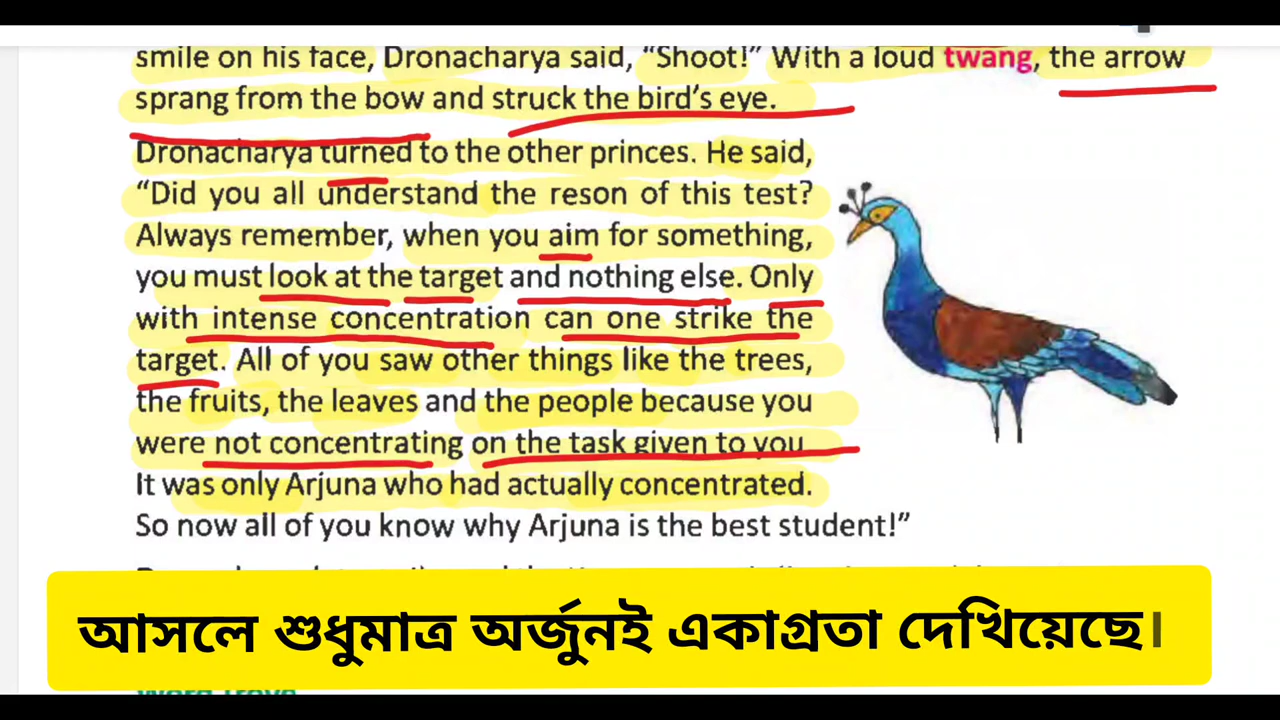 smile on his face, Dronacharya said, “Shoot!” With a loud twang, the arrow
sprang from the bow and struck the bird’s eye.
Dronacharya turned to the other princes. He said,
“Did you all understand the reson of this test?
Always remember, when you aim for something,
you must look at the target and nothing else. Only
with intense concentration can one strike the
target. All of you saw other things like the trees,
the fruits, the leaves and the people because you
were not concentrating on the task given to you
It was only Arjuna who had actually concentrated.
So now all of you know why Arjuna is the best student!”
আসলে শুধুমাত্র অর্জুনই একাগ্রতা দেখিয়েছে।